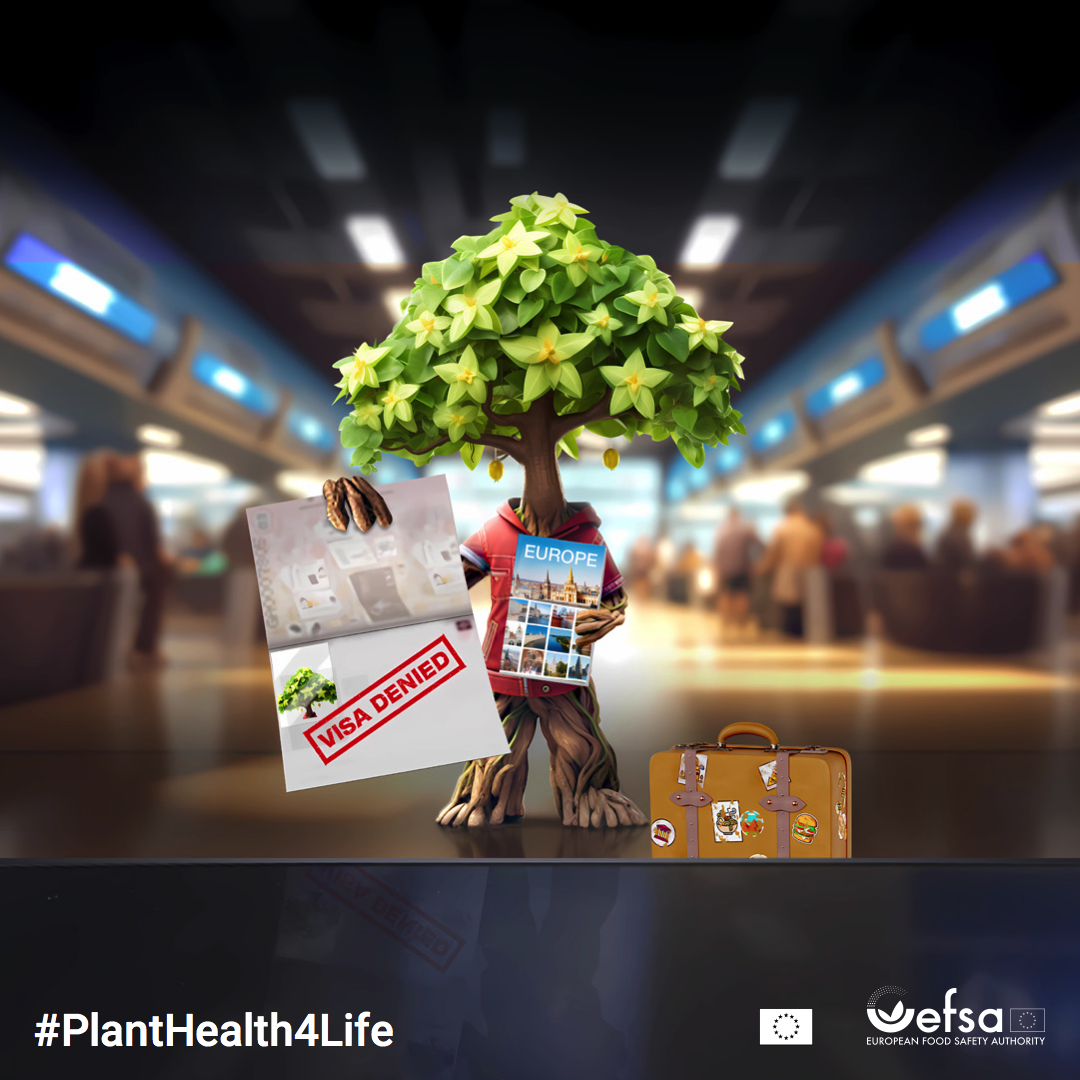 EUROPE
VISA DENIED
#PlantHealth4Life
efsa
EUROPEAN FOOD SAFETY AUTHORITY